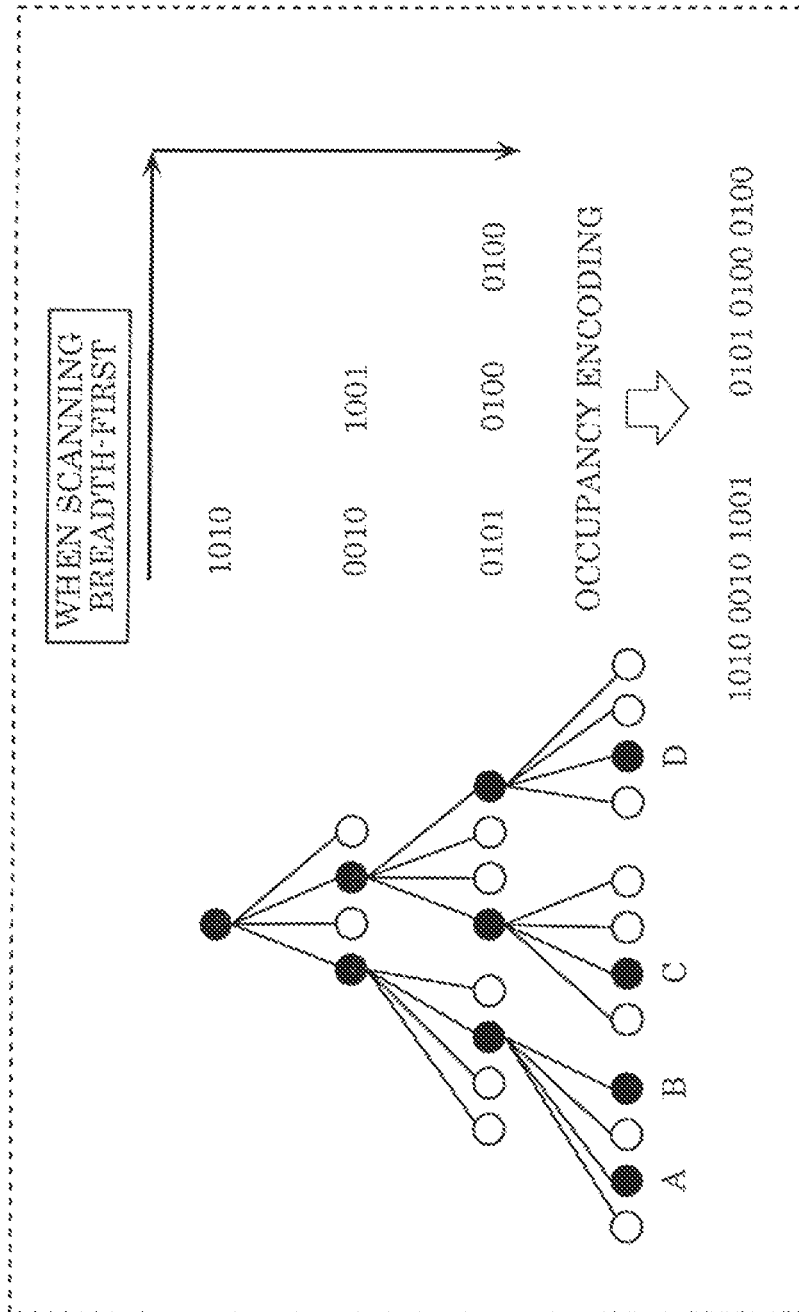 WHEN SCANNING
BREADTH-FIRST
1010
0010 1001
0101 0100 0100
OCCUPANCY ENCODING
A B C D
1010 0010 1001 0101 0100 0100